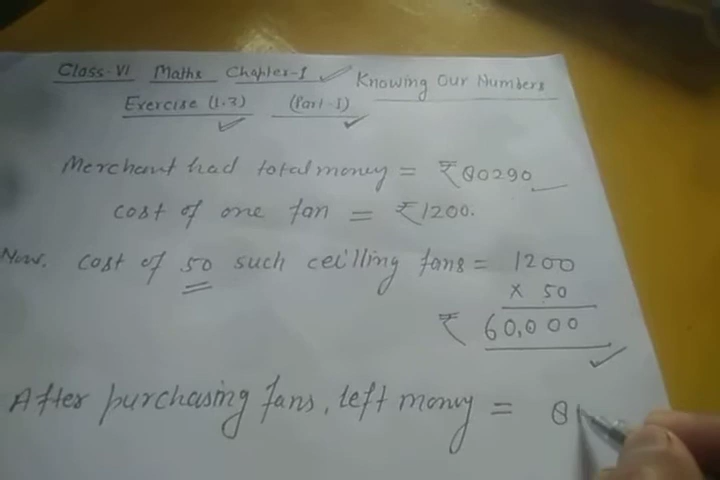 Class-VI Maths Chapter-1 Knowing Our Numbers
Exercise (1.3) (Part-1)
Merchant had total money = ₹80290
cost of one fan = ₹1200.
Now. cost of 50 such ceilling fans = 1200
x 50
₹ 60,000
After purchasing fans, left money = 8